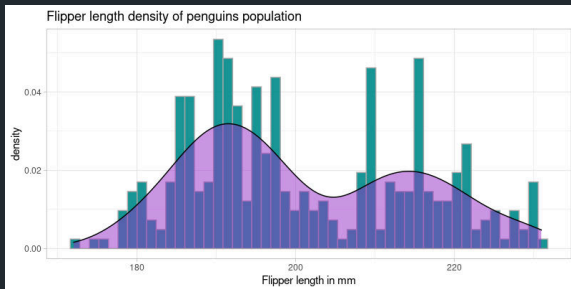 Flipper length density of penguins population
0.04
density
0.02
0.00
180 200 220
Flipper length in mm